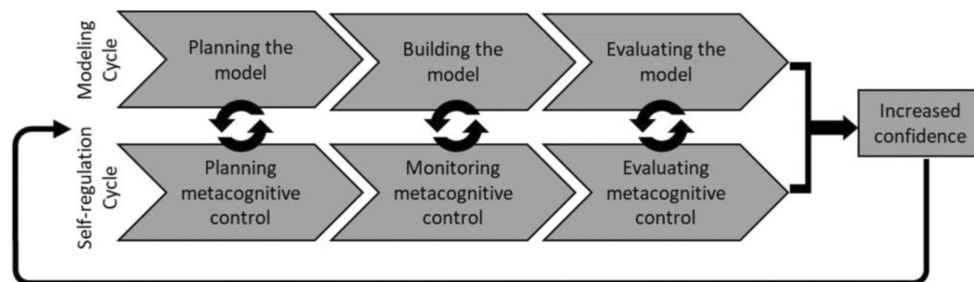 Modeling
Cycle
Planning the
model
Building the
model
Evaluating the
model
Self-regulation
Cycle
Planning
metacognitive
control
Monitoring
metacognitive
control
Evaluating
metacognitive
control
Increased
confidence